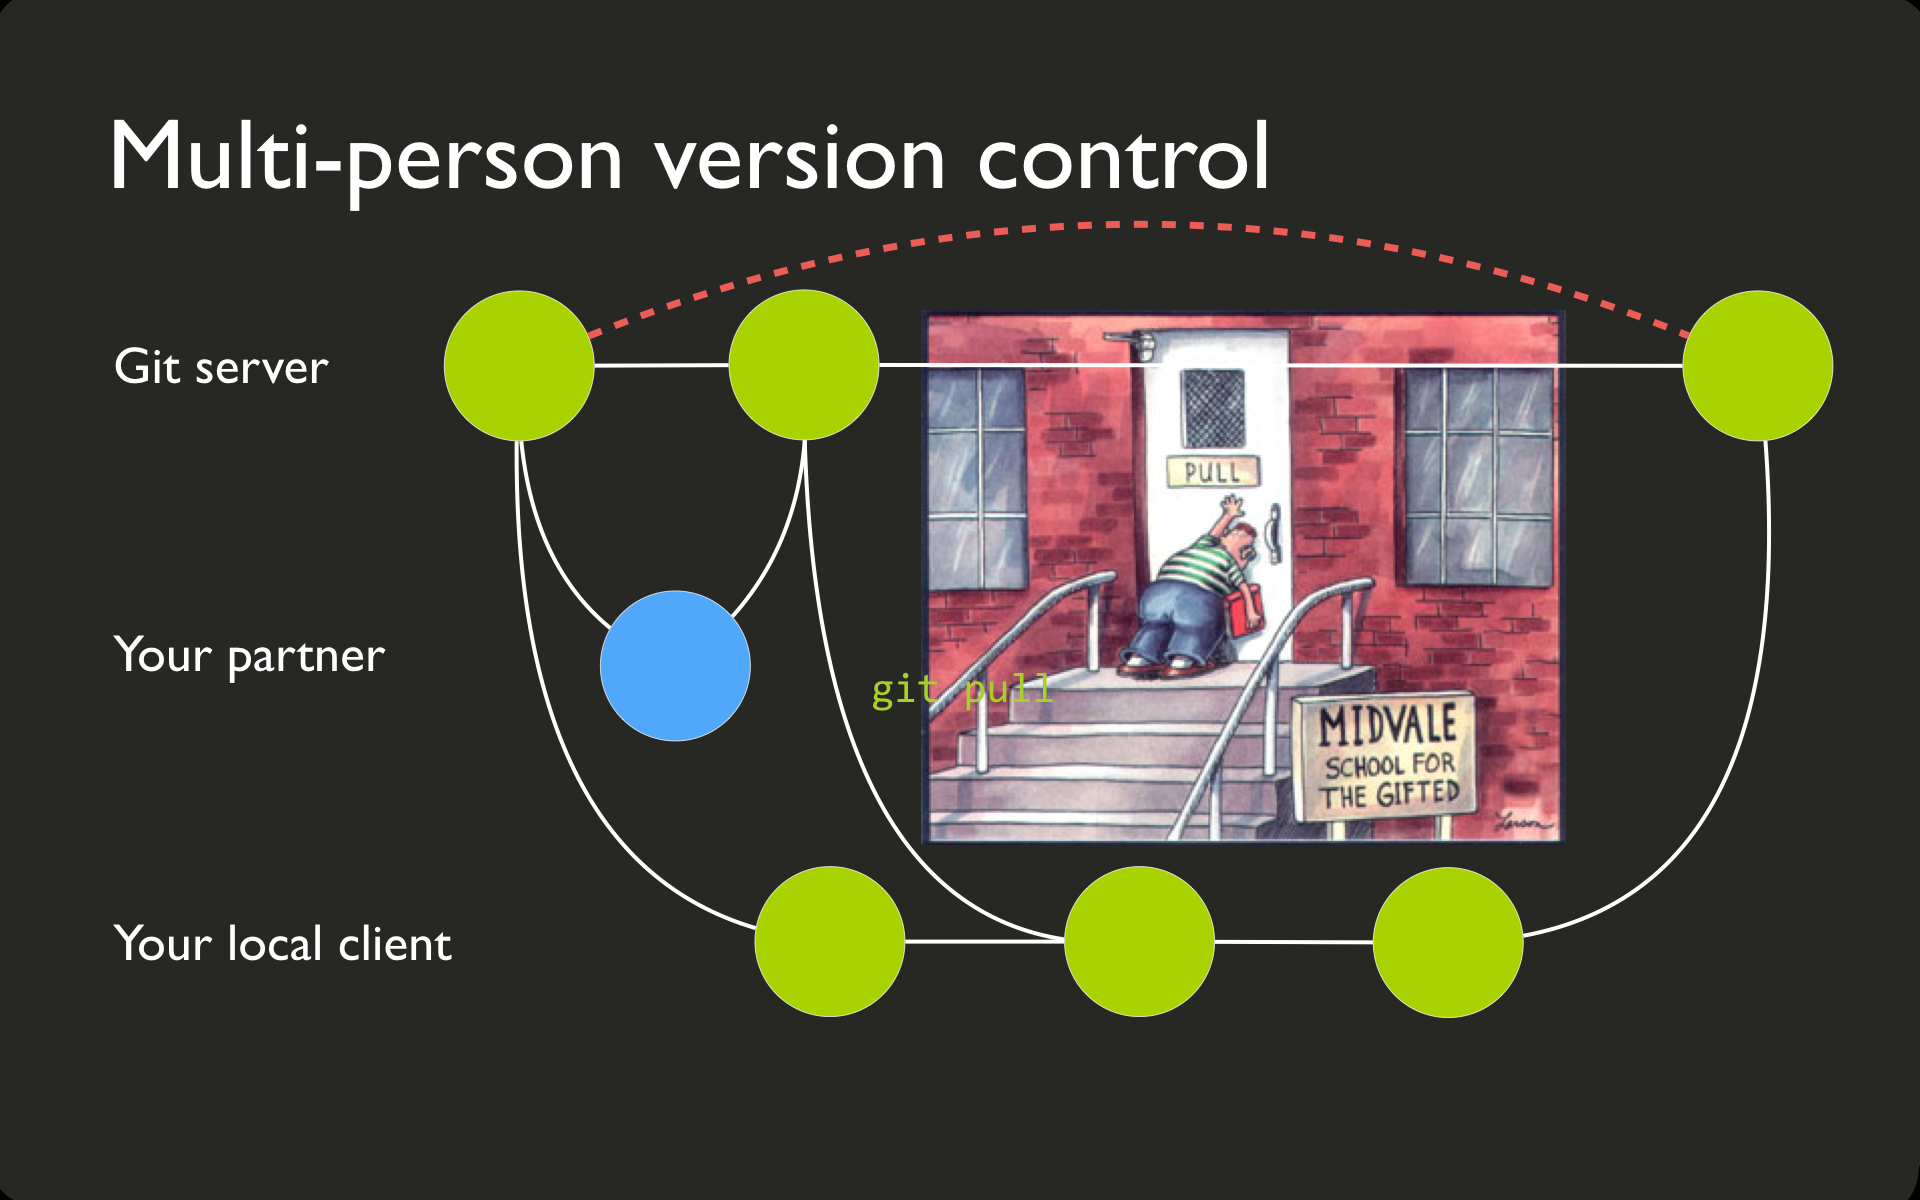 Multi-person version control
Git server
PULL
Your partner
git pull
MIDVALE
SCHOOL FOR
THE GIFTED
Larson
Your local client